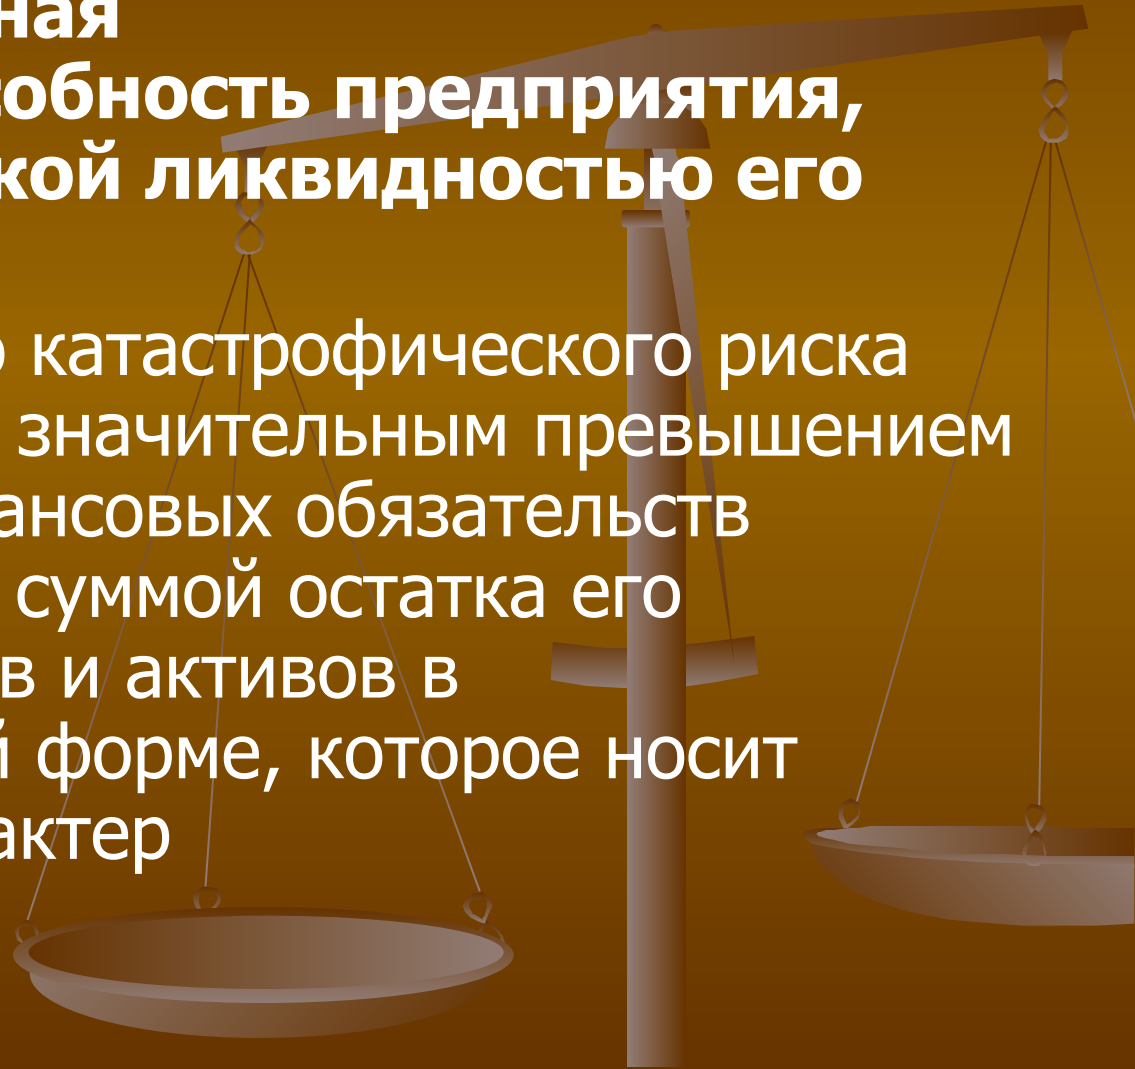 ная
собность предприятия,
кой ликвидностью его
о катастрофического риска
значительным превышением
ансовых обязательств
суммой остатка его
в и активов в
й форме, которое носит
актер